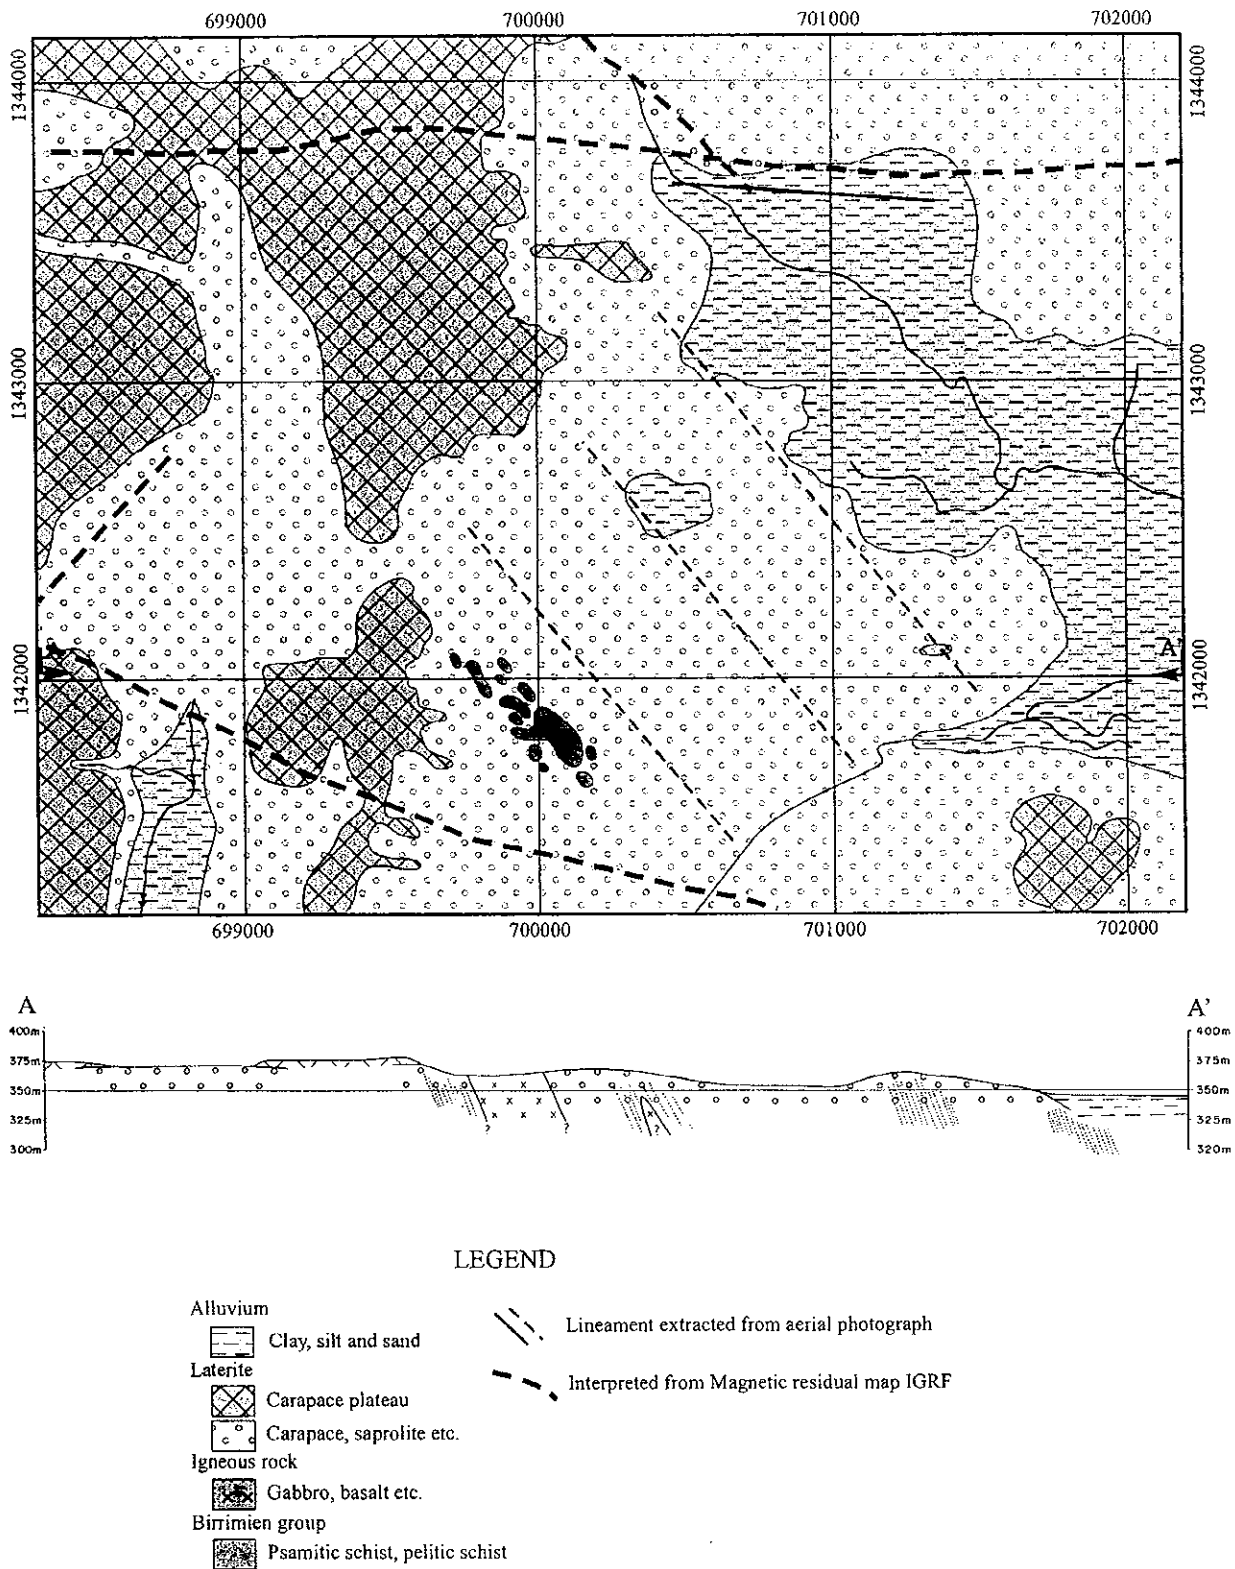 699000 700000 701000 702000
1344000 1344000
1343000 1343000
1342000 A' 1342000
699000 700000 701000 702000
A A'
400m 400m
375m 375m
350m 350m
325m 325m
300m 320m
? ? ?
LEGEND
Alluvium
Clay, silt and sand
Lineament extracted from aerial photograph
Laterite
Carapace plateau
Interpreted from Magnetic residual map IGRF
Carapace, saprolite etc.
Igneous rock
Gabbro, basalt etc.
Birrimien group
Psamitic schist, pelitic schist